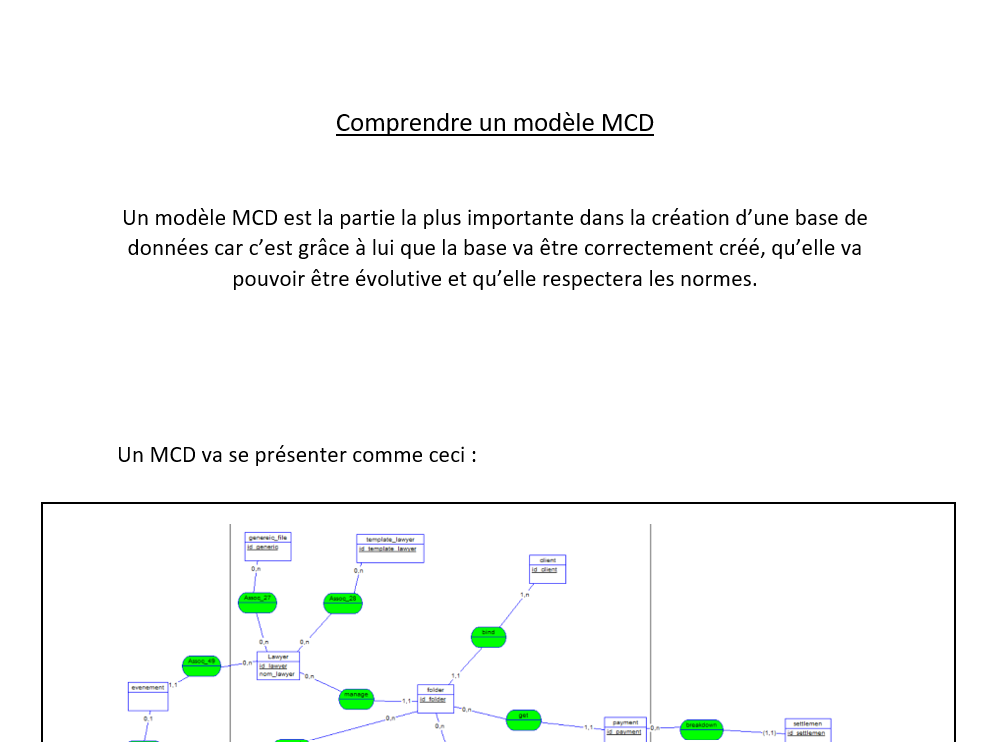 Comprendre un modèle MCD
Un modèle MCD est la partie la plus importante dans la création d’une base de
données car c’est grâce à lui que la base va être correctement créé, qu’elle va
pouvoir être évolutive et qu’elle respectera les normes.
Un MCD va se présenter comme ceci :
genereic_file
id_generic
template_lawyer
id_template_lawyer
client
id_client
0,n
0,n
1,n
Assoc_27
Assoc_28
bind
0,n
0,n
Lawyer
id_lawyer
nom_lawyer
Assoc_49
0,n
1,1
1,1
0,n
evenement
manage
1,1
folder
id_folder
0,n
0,n
0,n
0,1
get
1,1
payment
id_payment
0,n
breakdown
(1,1)
settlemen
id_settlemen